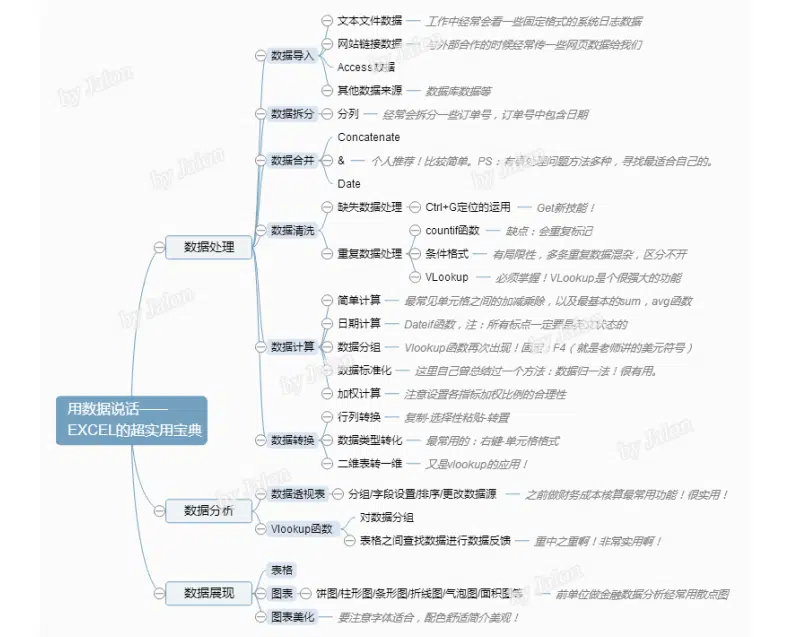 用数据说话——
EXCEL的超实用宝典
数据处理
数据导入
文本文件数据 工作中经常会看一些固定格式的系统日志数据
网站链接数据 与外部合作的时候经常传一些网页数据给我们
Access数据
其他数据来源 数据库数据等
数据拆分 分列 经常会拆分一些订单号，订单号中包含日期
数据合并
Concatenate
& 个人推荐！比较简单。PS：有很处理问题方法多种，寻找最适合自己的。
Date
数据清洗
缺失数据处理 Ctrl+G定位的运用 Get新技能！
重复数据处理
countif函数 缺点：会重复标记
条件格式 有局限性，多条重复数据混杂，区分不开
VLookup 必须掌握！VLookup是个很强大的功能
数据计算
简单计算 最常见单元格之间的加减乘除，以及最基本的sum，avg函数
日期计算 Dateif函数，注：所有标点一定要是英文状态的
数据分组 Vlookup函数再次出现！固定：F4（就是老师讲的美元符号）
数据标准化 这里自己曾总结过一个方法：数据归一法！很有用。
加权计算 注意设置各指标加权比例的合理性
数据转换
行列转换 复制-选择性粘贴-转置
数据类型转化 最常用的：右键-单元格格式
二维表转一维 又是vlookup的应用！
数据分析
数据透视表 分组/字段设置/排序/更改数据源 之前做财务成本核算最常用功能！很实用！
Vlookup函数
对数据分组
表格之间查找数据进行数据反馈 重中之重啊！非常实用啊！
数据展现
表格
图表 饼图/柱形图/条形图/折线图/气泡图/面积图等 前单位做金融数据分析经常用散点图
图表美化 要注意字体适合，配色舒适简介美观！
by Jalon
by Jalon
by Jalon
by Jalon
by Jalon
by Jalon
by Jalon
by Jalon
by Jalon
by Jalon